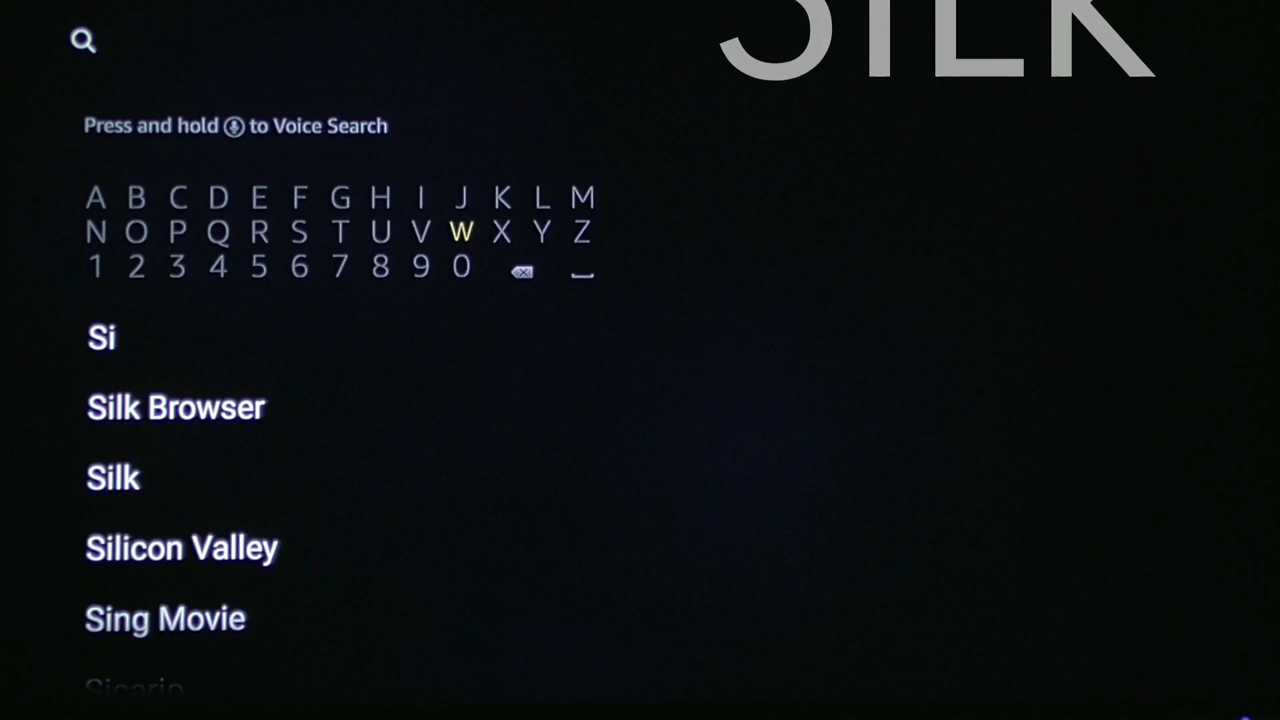 SILK
Press and hold to Voice Search
A B C D E F G H I J K L M
N O P Q R S T U V W X Y Z
1 2 3 4 5 6 7 8 9 0
Si
Silk Browser
Silk
Silicon Valley
Sing Movie
Sicario